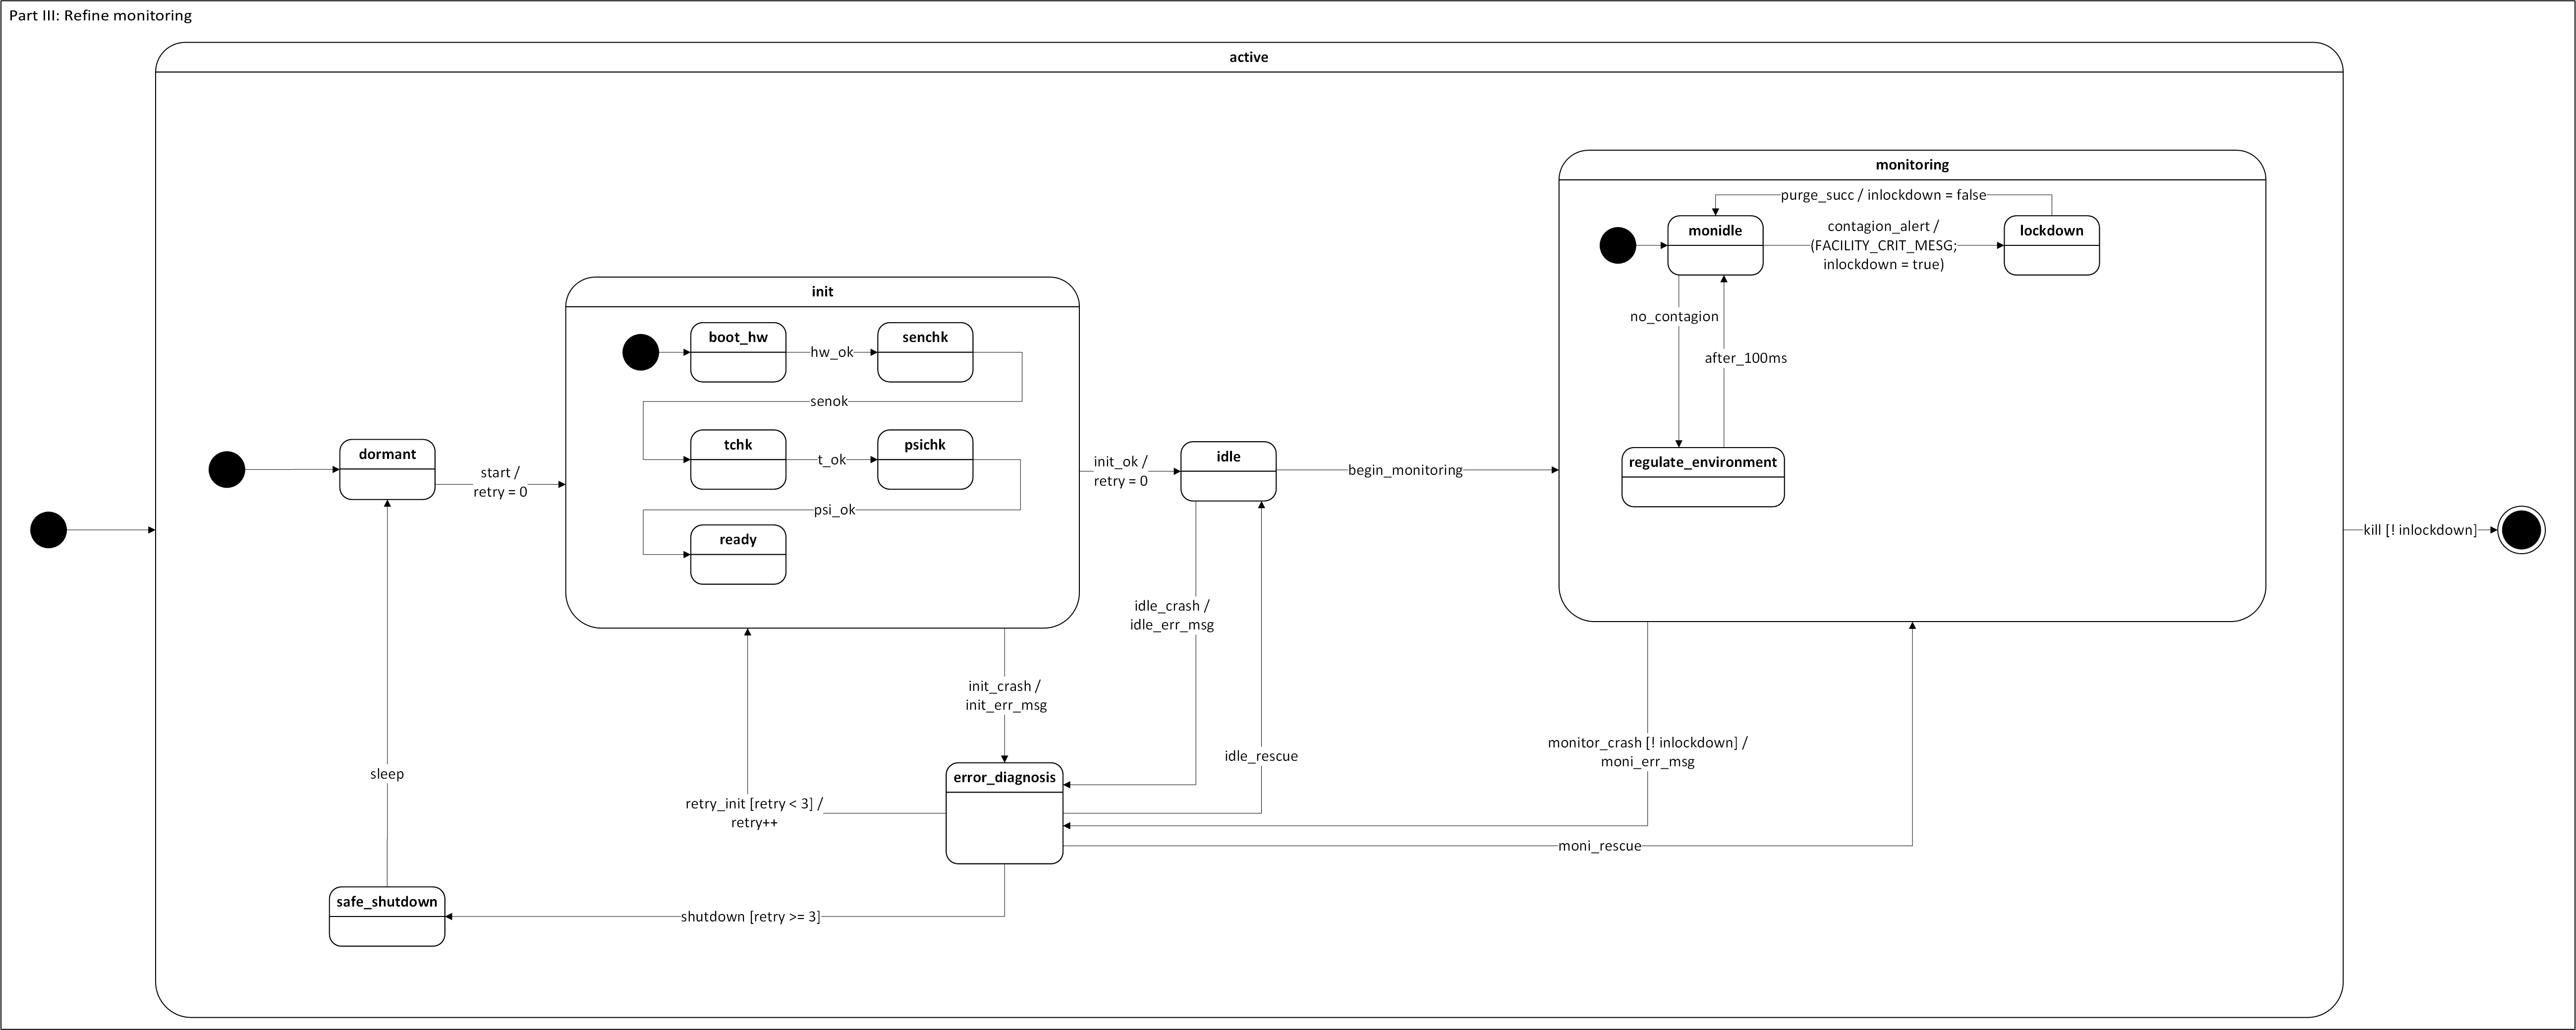 Part III: Refine monitoring
active
monitoring
purge_succ / inlockdown = false
monidle
contagion_alert /
(FACILITY_CRIT_MESG;
inlockdown = true)
lockdown
no_contagion
after_100ms
regulate_environment
init
boot_hw
hw_ok
senchk
senok
tchk
t_ok
psichk
psi_ok
ready
dormant
start /
retry = 0
init_ok /
retry = 0
idle
begin_monitoring
kill [! inlockdown]
idle_crash /
idle_err_msg
init_crash /
init_err_msg
idle_rescue
monitor_crash [! inlockdown] /
moni_err_msg
sleep
error_diagnosis
retry_init [retry < 3] /
retry++
moni_rescue
safe_shutdown
shutdown [retry >= 3]